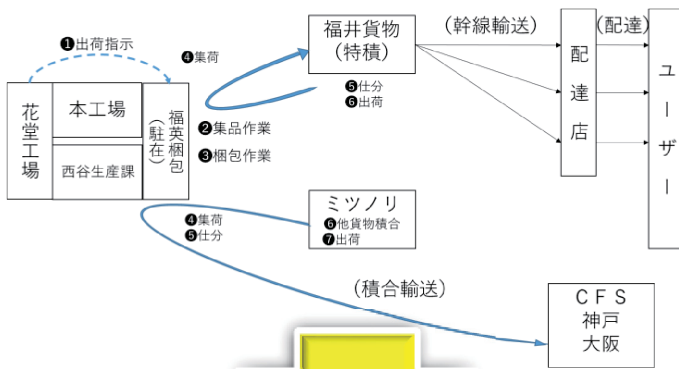 ❶出荷指示
❹集荷
福井貨物
(特積)
(幹線輸送)
(配達)
花堂工場
本工場
西谷生産課
福英梱包
(駐在)
❷集品作業
❸梱包作業
❺仕分
❻出荷
配達店
ユーザー
❹集荷
❺仕分
ミツノリ
❻他貨物積合
❼出荷
(積合輸送)
CFS
神戸
大阪